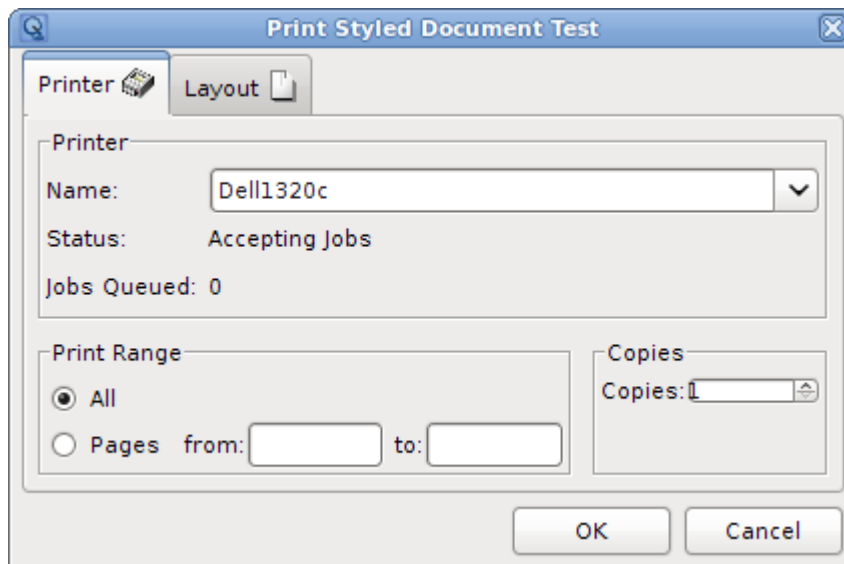 Print Styled Document Test
Printer Layout
Printer
Name: Dell1320c
Status: Accepting Jobs
Jobs Queued: 0
Print Range
All
Pages from: to:
Copies
Copies: 1
OK Cancel